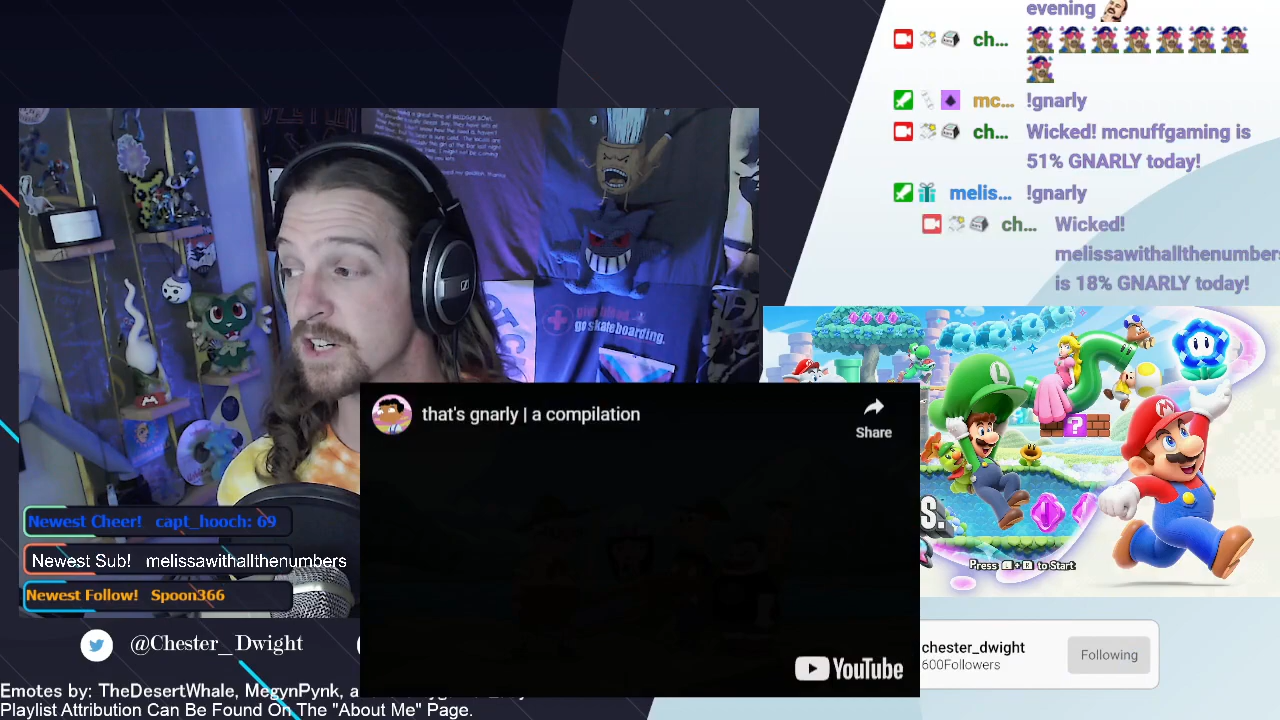 evening
ch...
mc... !gnarly
ch... Wicked! mcnuffgaming is
51% GNARLY today!
melis... !gnarly
ch... Wicked!
melissawithallthenumbers
is 18% GNARLY today!
go skateboarding.
that's gnarly | a compilation
Share
YouTube
L
M
?
S.
Press L + R to Start
Newest Cheer! capt_hooch: 69
Newest Sub! melissawithallthenumbers
Newest Follow! Spoon366
@Chester_Dwight
chester_dwight
600Followers
Following
Emotes by: TheDesertWhale, MegynPynk, a
Playlist Attribution Can Be Found On The "About Me" Page.